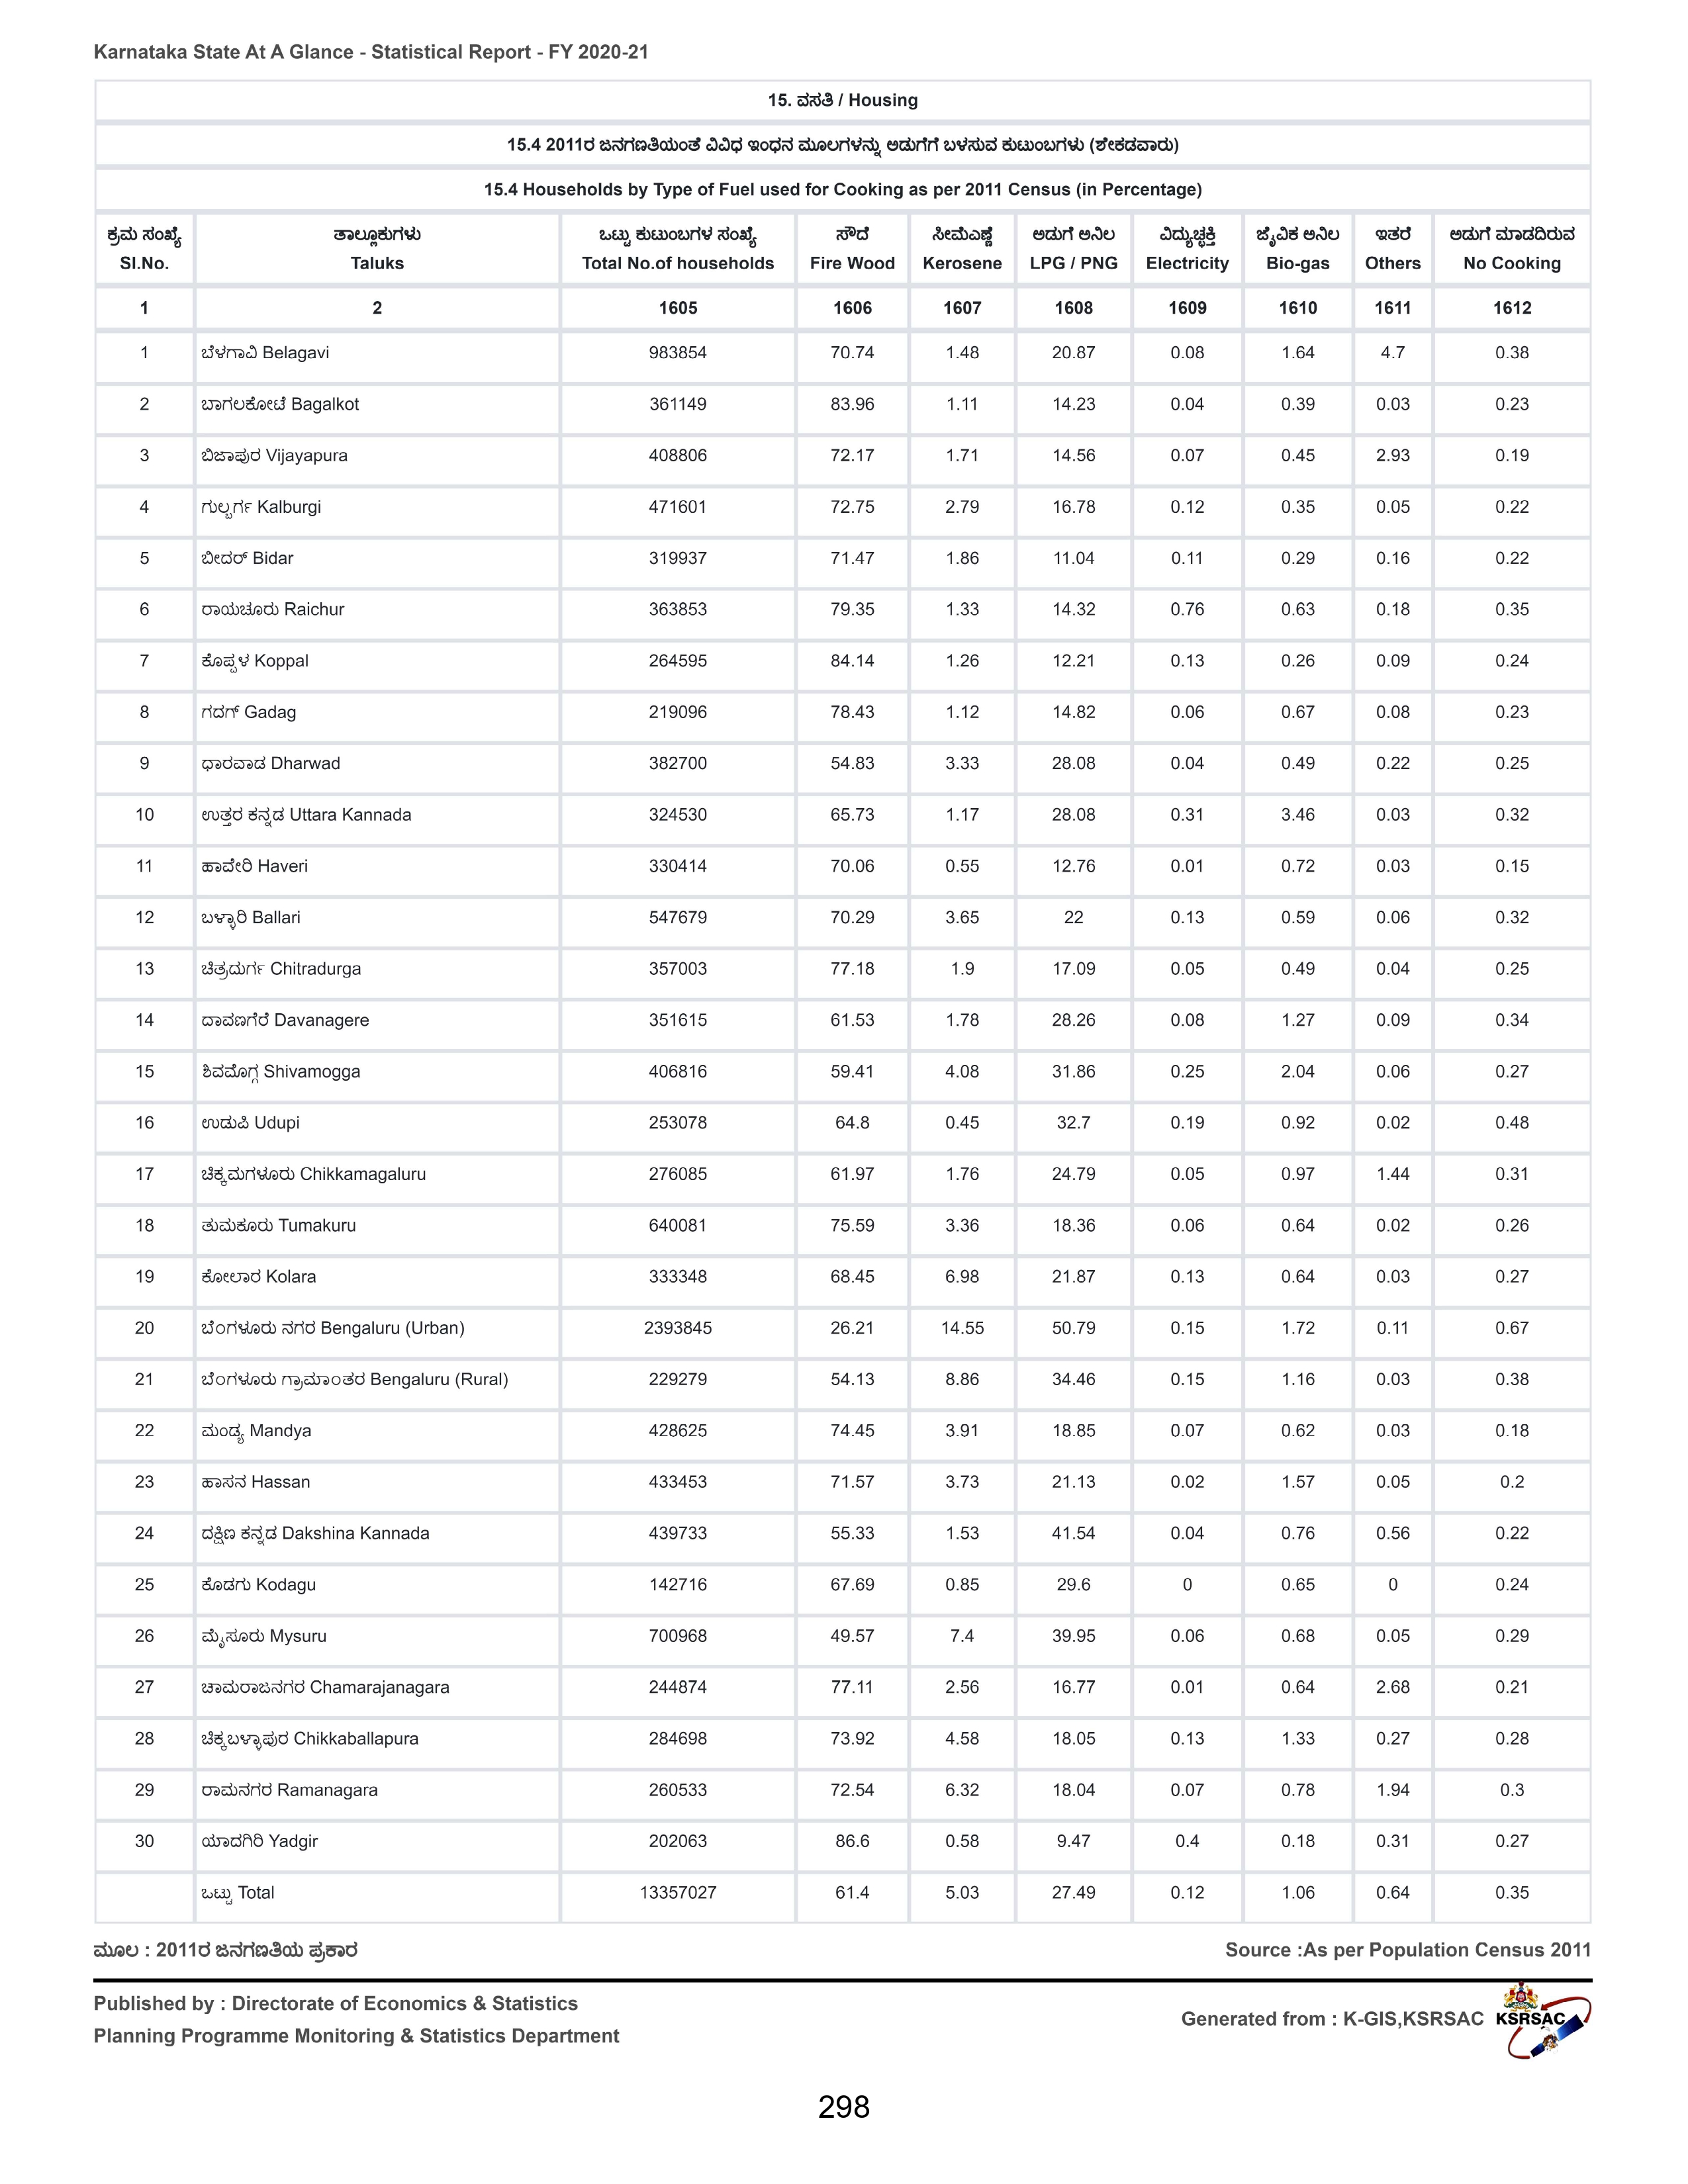 Karnataka State At A Glance - Statistical Report - FY 2020-21
15. ವಸತಿ / Housing
15.4 2011ರ ಜನಗಣತಿಯಂತೆ ವಿವಿಧ ಇಂಧನ ಮೂಲಗಳನ್ನು ಅಡುಗೆಗೆ ಬಳಸುವ ಕುಟುಂಬಗಳು (ಶೇಕಡವಾರು)
15.4 Households by Type of Fuel used for Cooking as per 2011 Census (in Percentage)
ಕ್ರಮ ಸಂಖ್ಯೆ ತಾಲ್ಲೂಕುಗಳು ಒಟ್ಟು ಕುಟುಂಬಗಳ ಸಂಖ್ಯೆ ಸೌದೆ ಸೀಮೆಎಣ್ಣೆ ಅಡುಗೆ ಅನಿಲ ವಿದ್ಯುಚ್ಛಕ್ತಿ ಜೈವಿಕ ಅನಿಲ ಇತರೆ ಅಡುಗೆ ಮಾಡದಿರುವ
Sl.No. Taluks Total No.of households Fire Wood Kerosene LPG / PNG Electricity Bio-gas Others No Cooking
1 2 1605 1606 1607 1608 1609 1610 1611 1612
1 ಬೆಳಗಾವಿ Belagavi 983854 70.74 1.48 20.87 0.08 1.64 4.7 0.38
2 ಬಾಗಲಕೋಟೆ Bagalkot 361149 83.96 1.11 14.23 0.04 0.39 0.03 0.23
3 ಬಿಜಾಪುರ Vijayapura 408806 72.17 1.71 14.56 0.07 0.45 2.93 0.19
4 ಗುಲ್ಬರ್ಗ Kalburgi 471601 72.75 2.79 16.78 0.12 0.35 0.05 0.22
5 ಬೀದರ್ Bidar 319937 71.47 1.86 11.04 0.11 0.29 0.16 0.22
6 ರಾಯಚೂರು Raichur 363853 79.35 1.33 14.32 0.76 0.63 0.18 0.35
7 ಕೊಪ್ಪಳ Koppal 264595 84.14 1.26 12.21 0.13 0.26 0.09 0.24
8 ಗದಗ್ Gadag 219096 78.43 1.12 14.82 0.06 0.67 0.08 0.23
9 ಧಾರವಾಡ Dharwad 382700 54.83 3.33 28.08 0.04 0.49 0.22 0.25
10 ಉತ್ತರ ಕನ್ನಡ Uttara Kannada 324530 65.73 1.17 28.08 0.31 3.46 0.03 0.32
11 ಹಾವೇರಿ Haveri 330414 70.06 0.55 12.76 0.01 0.72 0.03 0.15
12 ಬಳ್ಳಾರಿ Ballari 547679 70.29 3.65 22 0.13 0.59 0.06 0.32
13 ಚಿತ್ರದುರ್ಗ Chitradurga 357003 77.18 1.9 17.09 0.05 0.49 0.04 0.25
14 ದಾವಣಗೆರೆ Davanagere 351615 61.53 1.78 28.26 0.08 1.27 0.09 0.34
15 ಶಿವಮೊಗ್ಗ Shivamogga 406816 59.41 4.08 31.86 0.25 2.04 0.06 0.27
16 ಉಡುಪಿ Udupi 253078 64.8 0.45 32.7 0.19 0.92 0.02 0.48
17 ಚಿಕ್ಕಮಗಳೂರು Chikkamagaluru 276085 61.97 1.76 24.79 0.05 0.97 1.44 0.31
18 ತುಮಕೂರು Tumakuru 640081 75.59 3.36 18.36 0.06 0.64 0.02 0.26
19 ಕೋಲಾರ Kolara 333348 68.45 6.98 21.87 0.13 0.64 0.03 0.27
20 ಬೆಂಗಳೂರು ನಗರ Bengaluru (Urban) 2393845 26.21 14.55 50.79 0.15 1.72 0.11 0.67
21 ಬೆಂಗಳೂರು ಗ್ರಾಮಾಂತರ Bengaluru (Rural) 229279 54.13 8.86 34.46 0.15 1.16 0.03 0.38
22 ಮಂಡ್ಯ Mandya 428625 74.45 3.91 18.85 0.07 0.62 0.03 0.18
23 ಹಾಸನ Hassan 433453 71.57 3.73 21.13 0.02 1.57 0.05 0.2
24 ದಕ್ಷಿಣ ಕನ್ನಡ Dakshina Kannada 439733 55.33 1.53 41.54 0.04 0.76 0.56 0.22
25 ಕೊಡಗು Kodagu 142716 67.69 0.85 29.6 0 0.65 0 0.24
26 ಮೈಸೂರು Mysuru 700968 49.57 7.4 39.95 0.06 0.68 0.05 0.29
27 ಚಾಮರಾಜನಗರ Chamarajanagara 244874 77.11 2.56 16.77 0.01 0.64 2.68 0.21
28 ಚಿಕ್ಕಬಳ್ಳಾಪುರ Chikkaballapura 284698 73.92 4.58 18.05 0.13 1.33 0.27 0.28
29 ರಾಮನಗರ Ramanagara 260533 72.54 6.32 18.04 0.07 0.78 1.94 0.3
30 ಯಾದಗಿರಿ Yadgir 202063 86.6 0.58 9.47 0.4 0.18 0.31 0.27
ಒಟ್ಟು Total 13357027 61.4 5.03 27.49 0.12 1.06 0.64 0.35
ಮೂಲ : 2011ರ ಜನಗಣತಿಯ ಪ್ರಕಾರ Source :As per Population Census 2011
Published by : Directorate of Economics & Statistics
Planning Programme Monitoring & Statistics Department
Generated from : K-GIS,KSRSAC KSRSAC
298